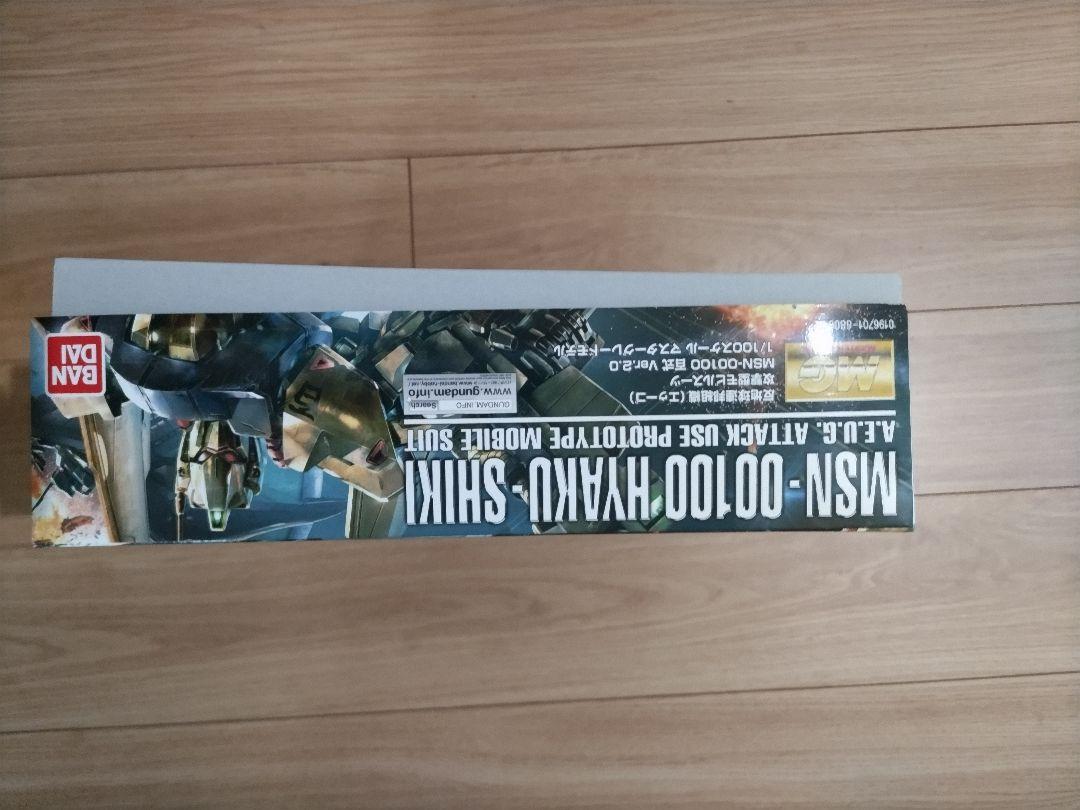 MSN-00100 HYAKU-SHIKI
A.E.U.G. ATTACK USE PROTOTYPE MOBILE SUIT
反地球連邦組織(エゥーゴ)
攻撃型モビルスーツ
MSN-00100 百式 Ver.2.0
1/100スケール マスターグレードモデル
MG
GUNDAM.INFO Search
www.gundam.info
BAN
DAI